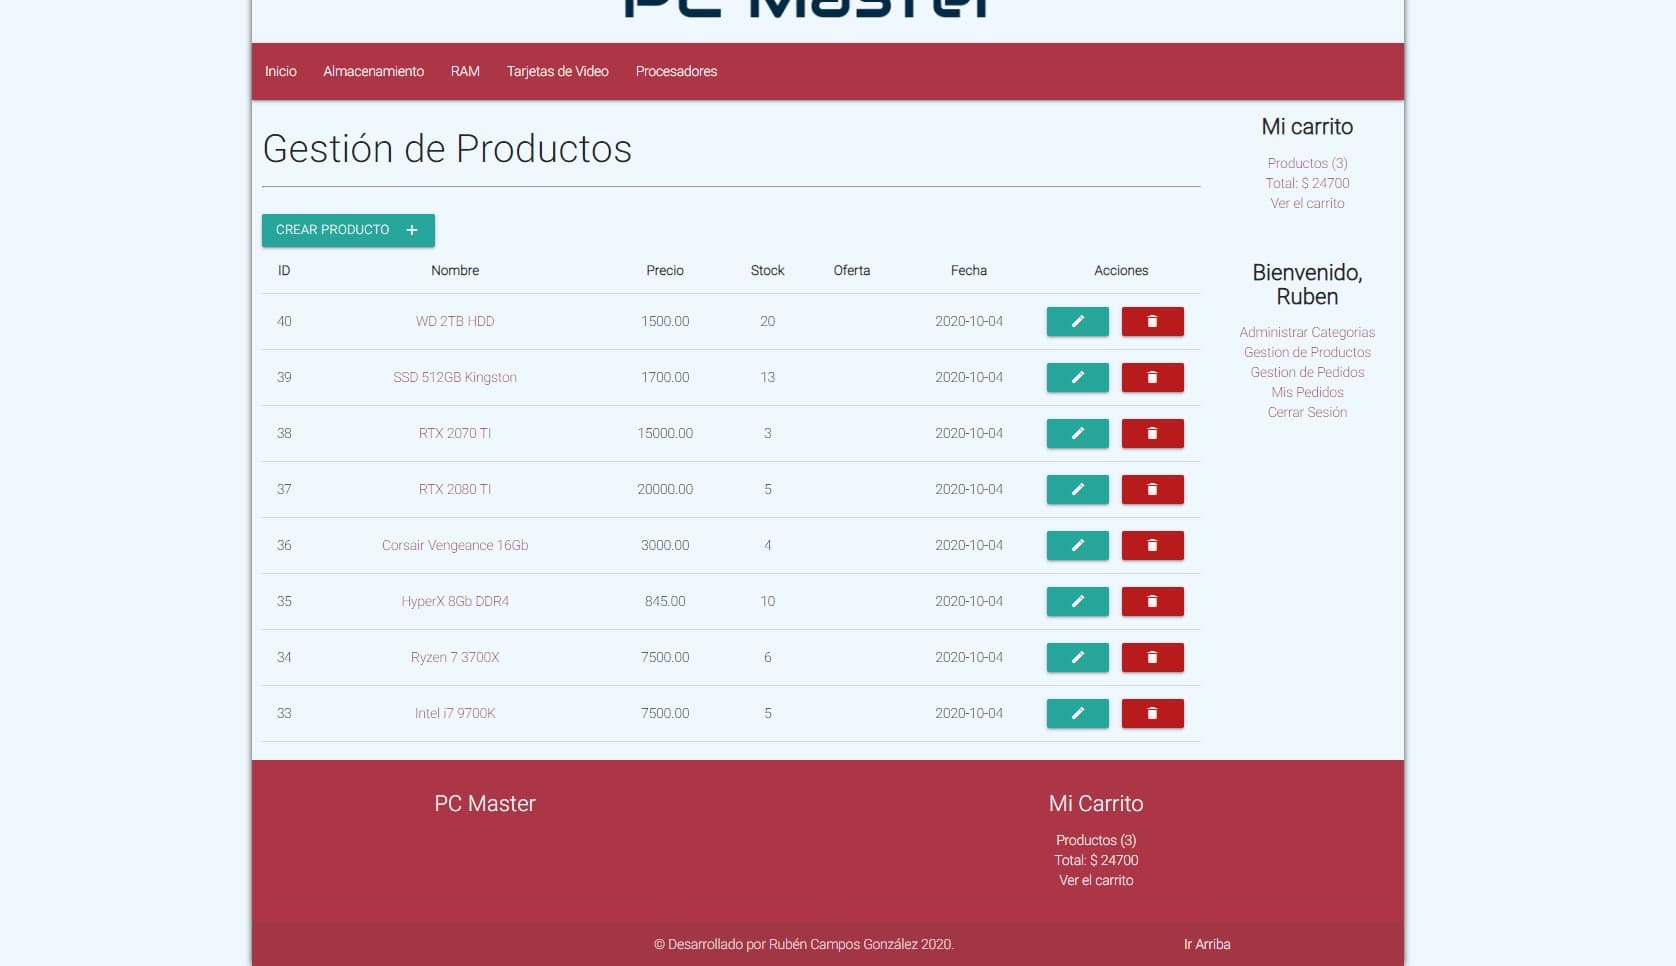 PC Master
Inicio Almacenamiento RAM Tarjetas de Video Procesadores
Gestión de Productos
CREAR PRODUCTO +
ID Nombre Precio Stock Oferta Fecha Acciones
40 WD 2TB HDD 1500.00 20 2020-10-04
39 SSD 512GB Kingston 1700.00 13 2020-10-04
38 RTX 2070 TI 15000.00 3 2020-10-04
37 RTX 2080 TI 20000.00 5 2020-10-04
36 Corsair Vengeance 16Gb 3000.00 4 2020-10-04
35 HyperX 8Gb DDR4 845.00 10 2020-10-04
34 Ryzen 7 3700X 7500.00 6 2020-10-04
33 Intel i7 9700K 7500.00 5 2020-10-04
Mi carrito
Productos (3)
Total: $ 24700
Ver el carrito
Bienvenido,
Ruben
Administrar Categorias
Gestion de Productos
Gestion de Pedidos
Mis Pedidos
Cerrar Sesión
PC Master
Mi Carrito
Productos (3)
Total: $ 24700
Ver el carrito
© Desarrollado por Rubén Campos González 2020.
Ir Arriba